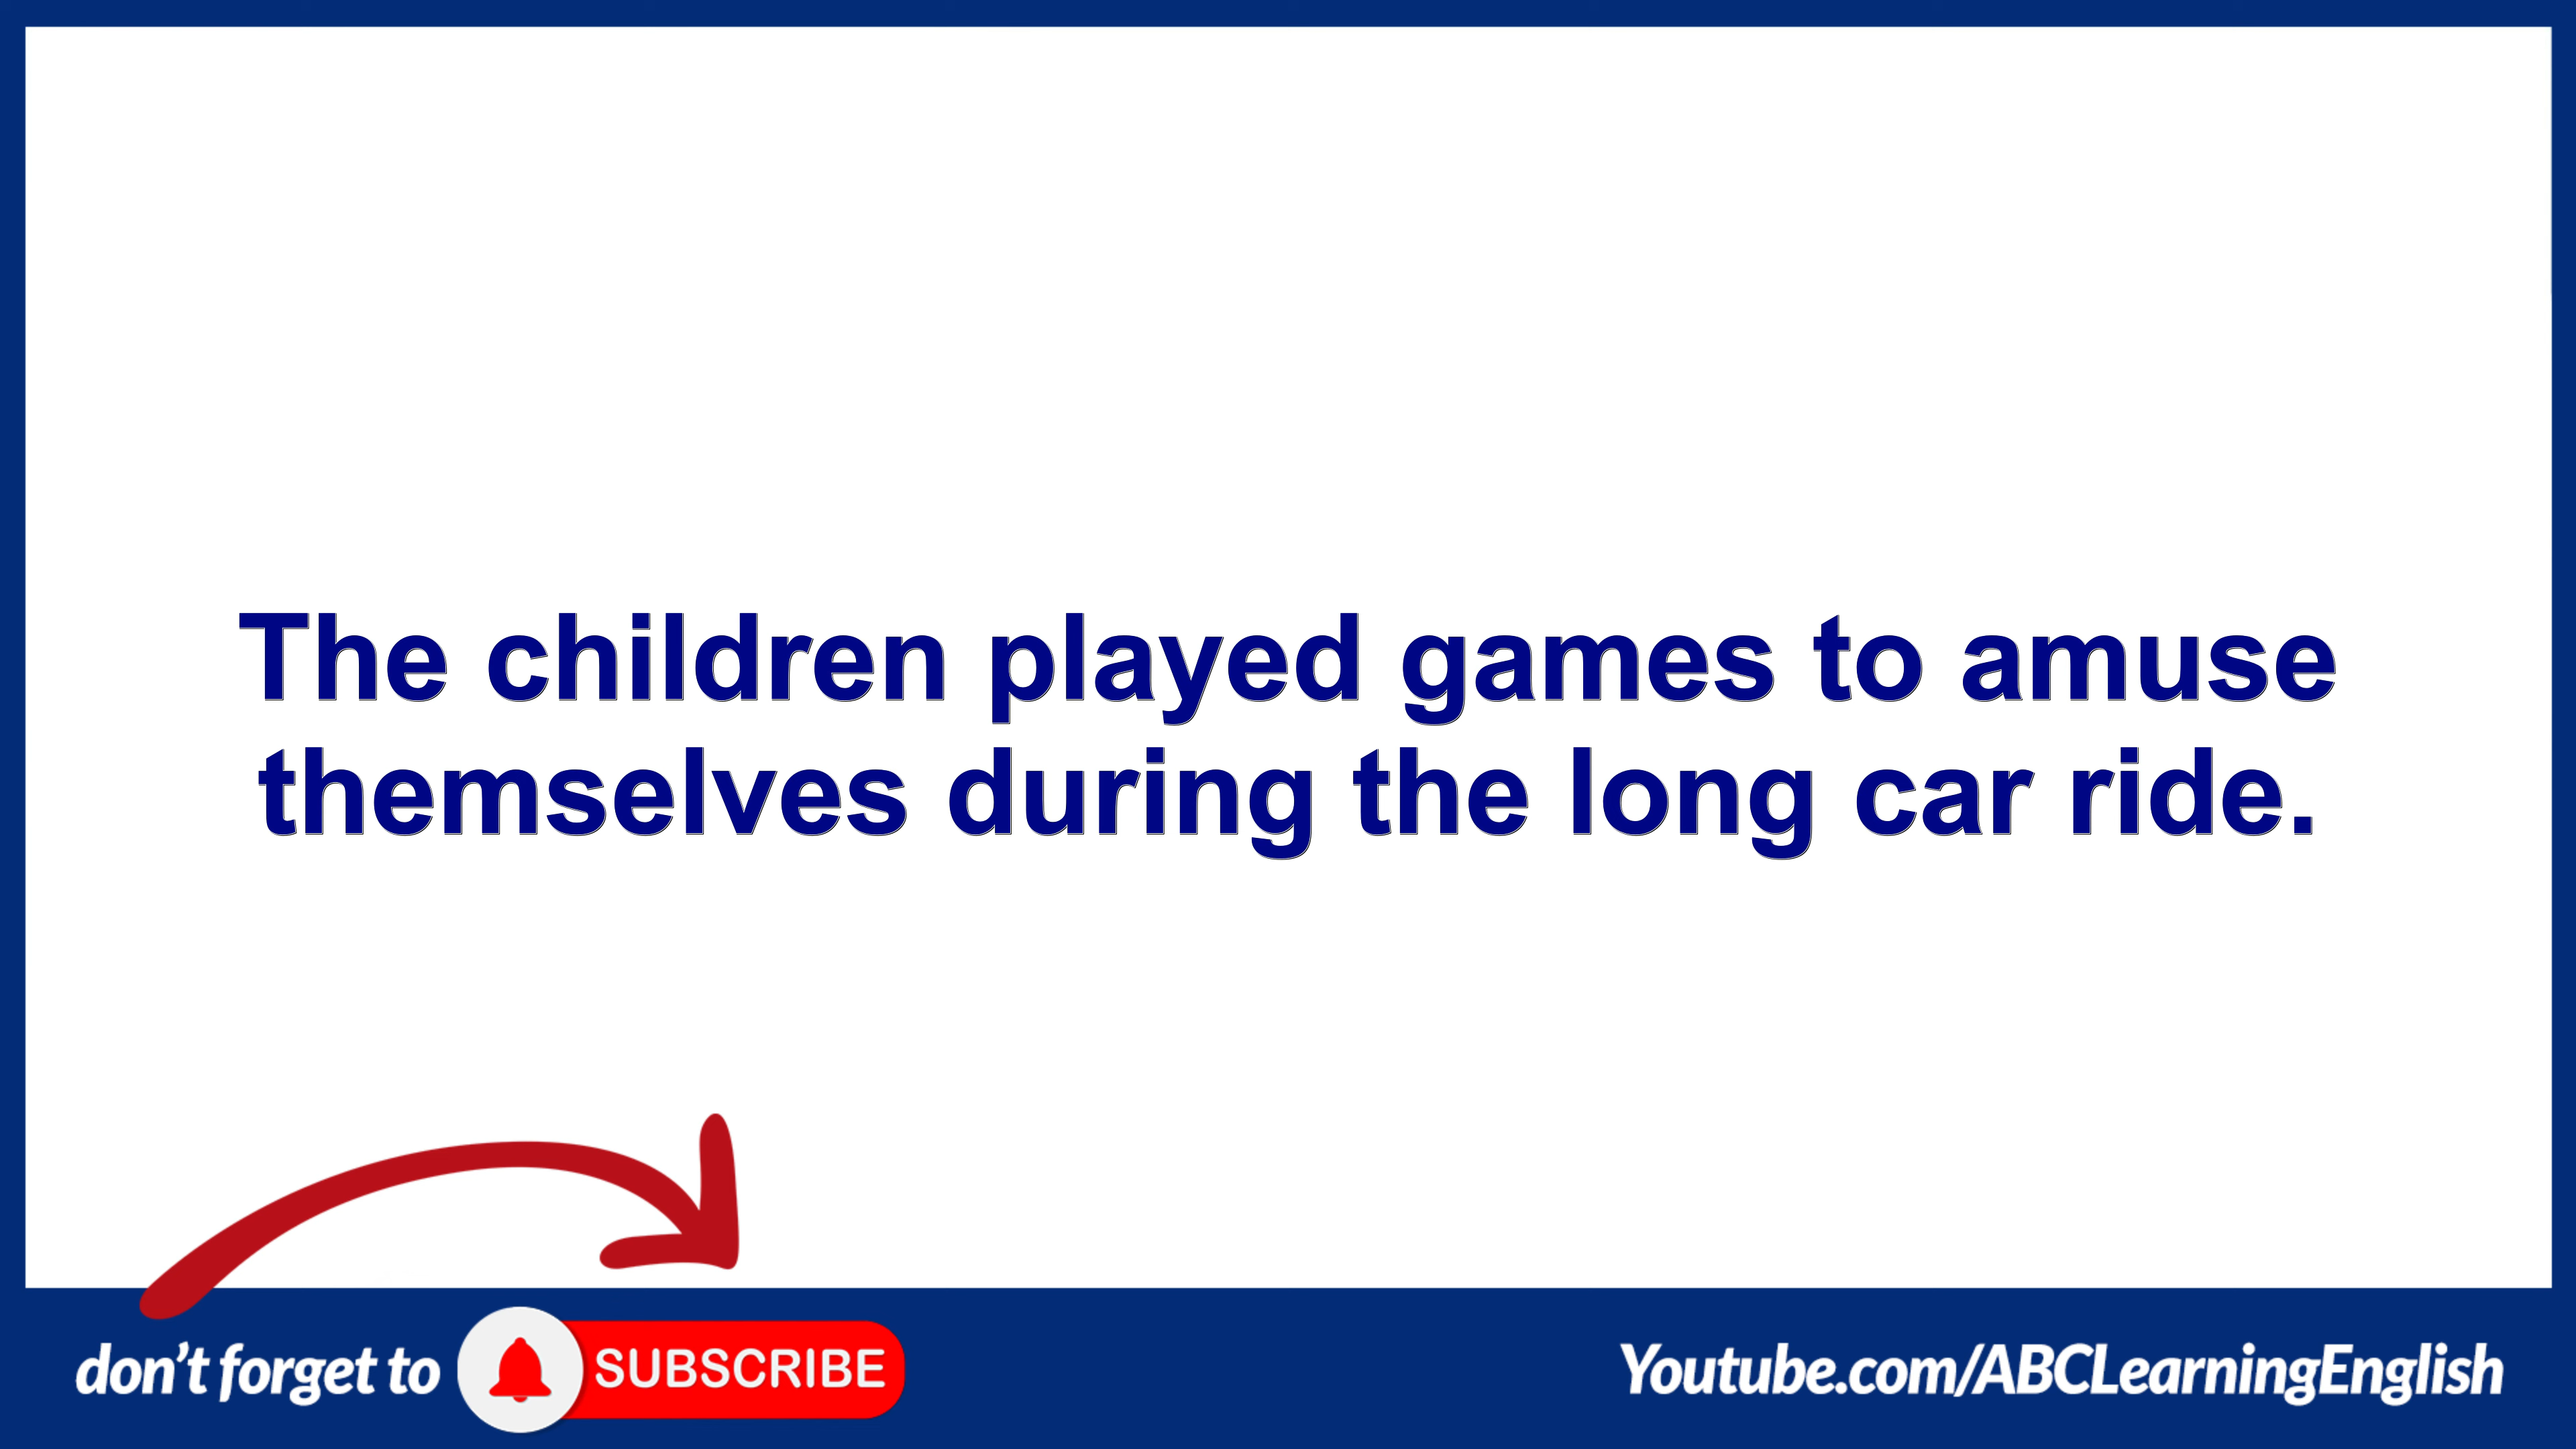 The children played games to amuse
themselves during the long car ride.
don't forget to SUBSCRIBE
Youtube.com/ABCLearningEnglish